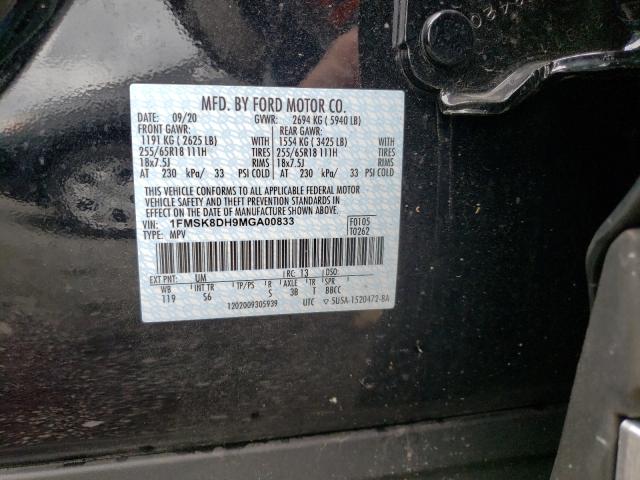 MFD. BY FORD MOTOR CO.
DATE: 09/20 GVWR: 2694 KG ( 5940 LB)
FRONT GAWR: REAR GAWR:
1191 KG ( 2625 LB) WITH 1554 KG ( 3425 LB) WITH
255/65R18 111H TIRES 255/65R18 111H TIRES
18x7.5J RIMS 18x7.5J RIMS
AT 230 kPa/ 33 PSI COLD AT 230 kPa/ 33 PSI COLD
THIS VEHICLE CONFORMS TO ALL APPLICABLE FEDERAL MOTOR
VEHICLE SAFETY AND THEFT PREVENTION STANDARDS
IN EFFECT ON THE DATE OF MANUFACTURE SHOWN ABOVE.
VIN: 1FMSK8DH9MGA00833 F0105
TYPE: MPV T0262
EXT PNT: UM RC: 13 DSO:
WB INT TR TP/PS R AXLE TR SPR
119 S6 S 3B T BBCC
1202009305939 UTC ▽ 5U5A-1520472-BA